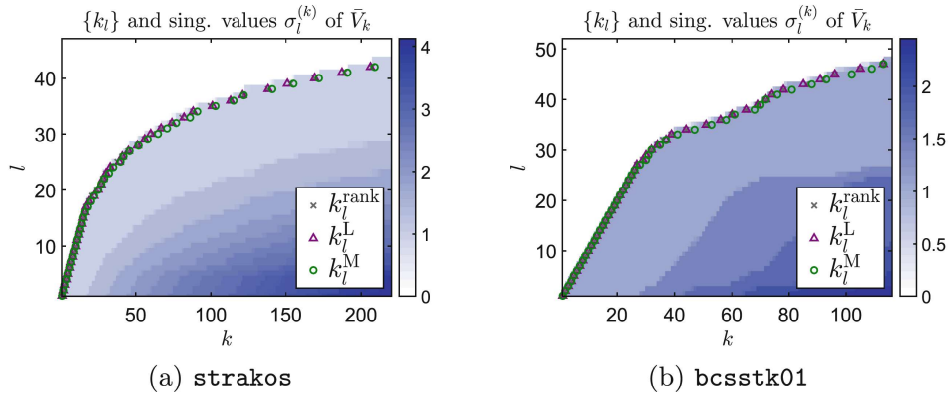 {k_l} and sing. values σ_l^(k) of V̄_k
40
30
20
10
50 100 150 200
l
k
4
3
2
1
0
k_l^rank
k_l^L
k_l^M
(a) strakos
{k_l} and sing. values σ_l^(k) of V̄_k
50
40
30
20
10
20 40 60 80 100
l
k
2
1.5
1
0.5
0
k_l^rank
k_l^L
k_l^M
(b) bcsstk01